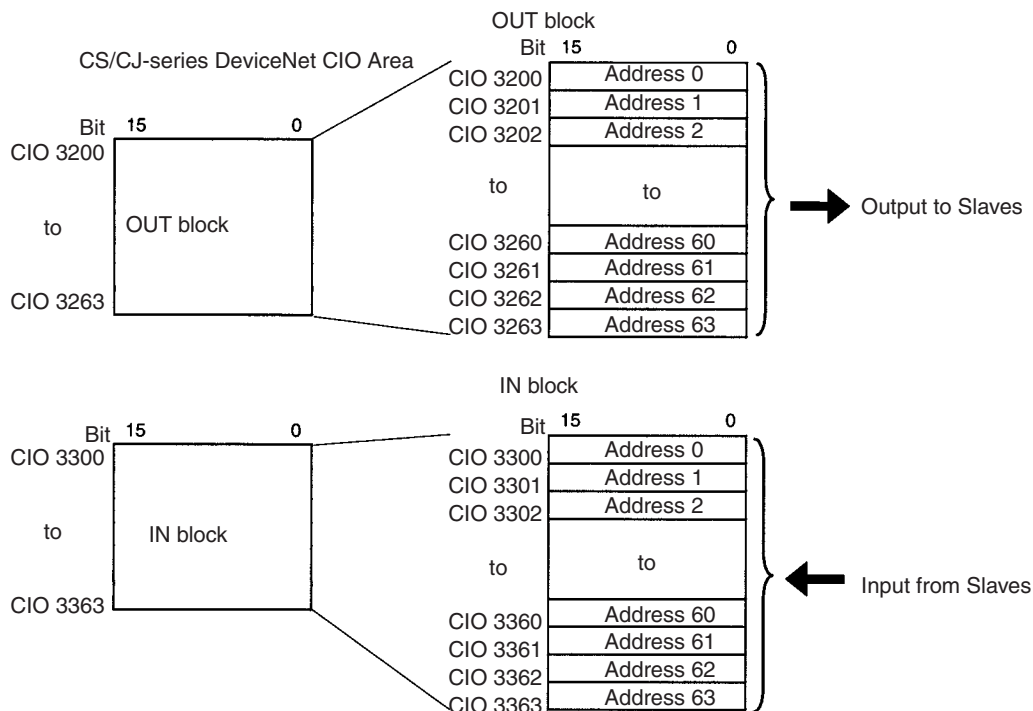 CS/CJ-series DeviceNet CIO Area
Bit 15 0
CIO 3200
to
CIO 3263
OUT block
OUT block
Bit 15 0
CIO 3200 Address 0
CIO 3201 Address 1
CIO 3202 Address 2
to to
CIO 3260 Address 60
CIO 3261 Address 61
CIO 3262 Address 62
CIO 3263 Address 63
Output to Slaves
Bit 15 0
CIO 3300
to
CIO 3363
IN block
IN block
Bit 15 0
CIO 3300 Address 0
CIO 3301 Address 1
CIO 3302 Address 2
to to
CIO 3360 Address 60
CIO 3361 Address 61
CIO 3362 Address 62
CIO 3363 Address 63
Input from Slaves